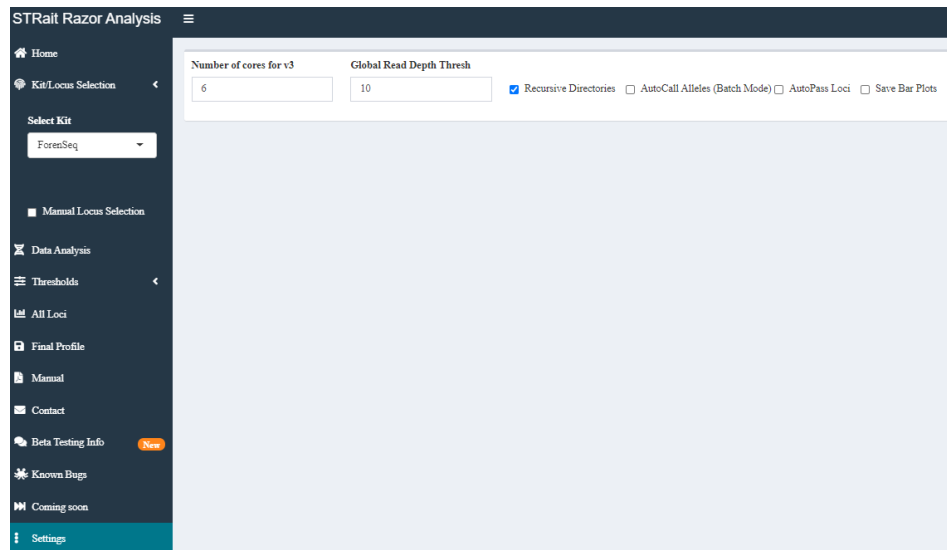 STRait Razor Analysis
Home
Kit/Locus Selection
Select Kit
ForenSeq
Manual Locus Selection
Data Analysis
Thresholds
All Loci
Final Profile
Manual
Contact
Beta Testing Info New
Known Bugs
Coming soon
Settings
Number of cores for v3 Global Read Depth Thresh
6 10 Recursive Directories AutoCall Alleles (Batch Mode) AutoPass Loci Save Bar Plots